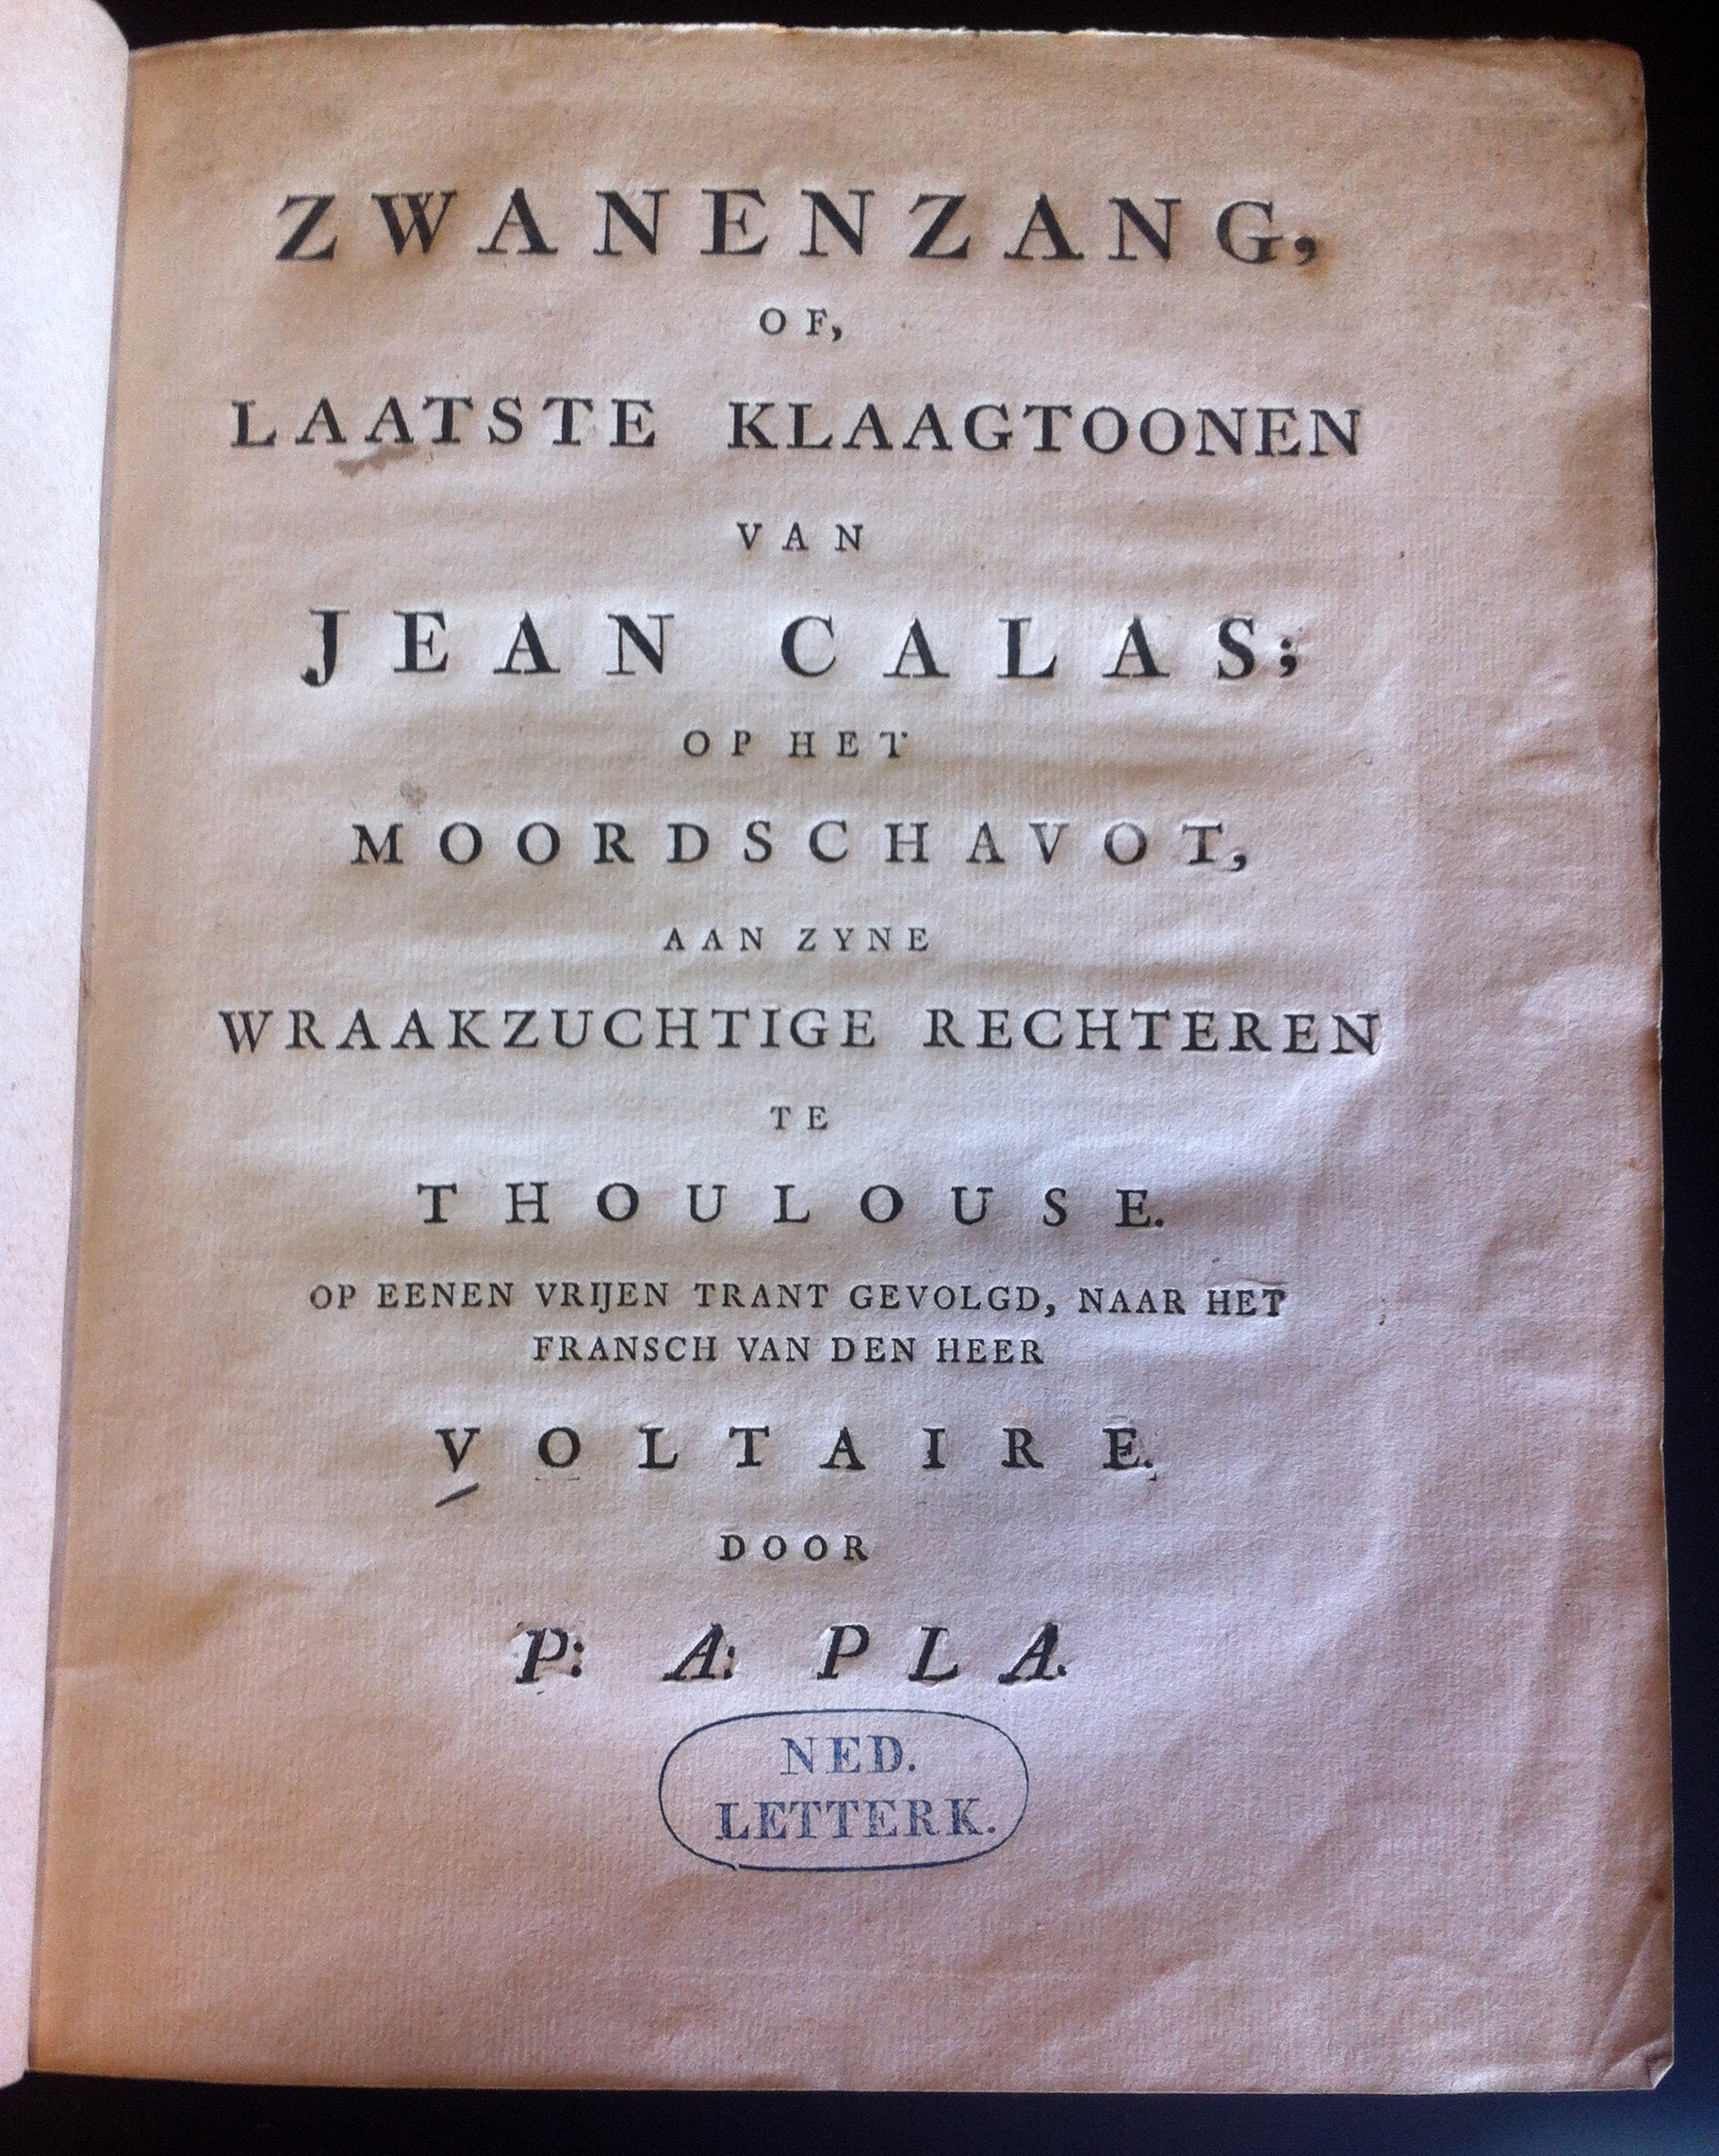 ZWANENZANG,
OF,
LAATSTE KLAAGTOONEN
VAN
JEAN CALAS;
OP HET
MOORDSCHAVOT,
AAN ZYNE
WRAAKZUCHTIGE RECHTEREN
TE
THOULOUSE.
OP EENEN VRIJEN TRANT GEVOLGD, NAAR HET
FRANSCH VAN DEN HEER
VOLTAIRE.
DOOR
P: A: PLA.
NED.
LETTERK.